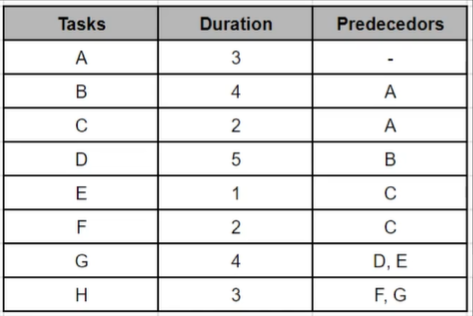 Tasks Duration Predecedors
A 3 -
B 4 A
C 2 A
D 5 B
E 1 C
F 2 C
G 4 D, E
H 3 F, G